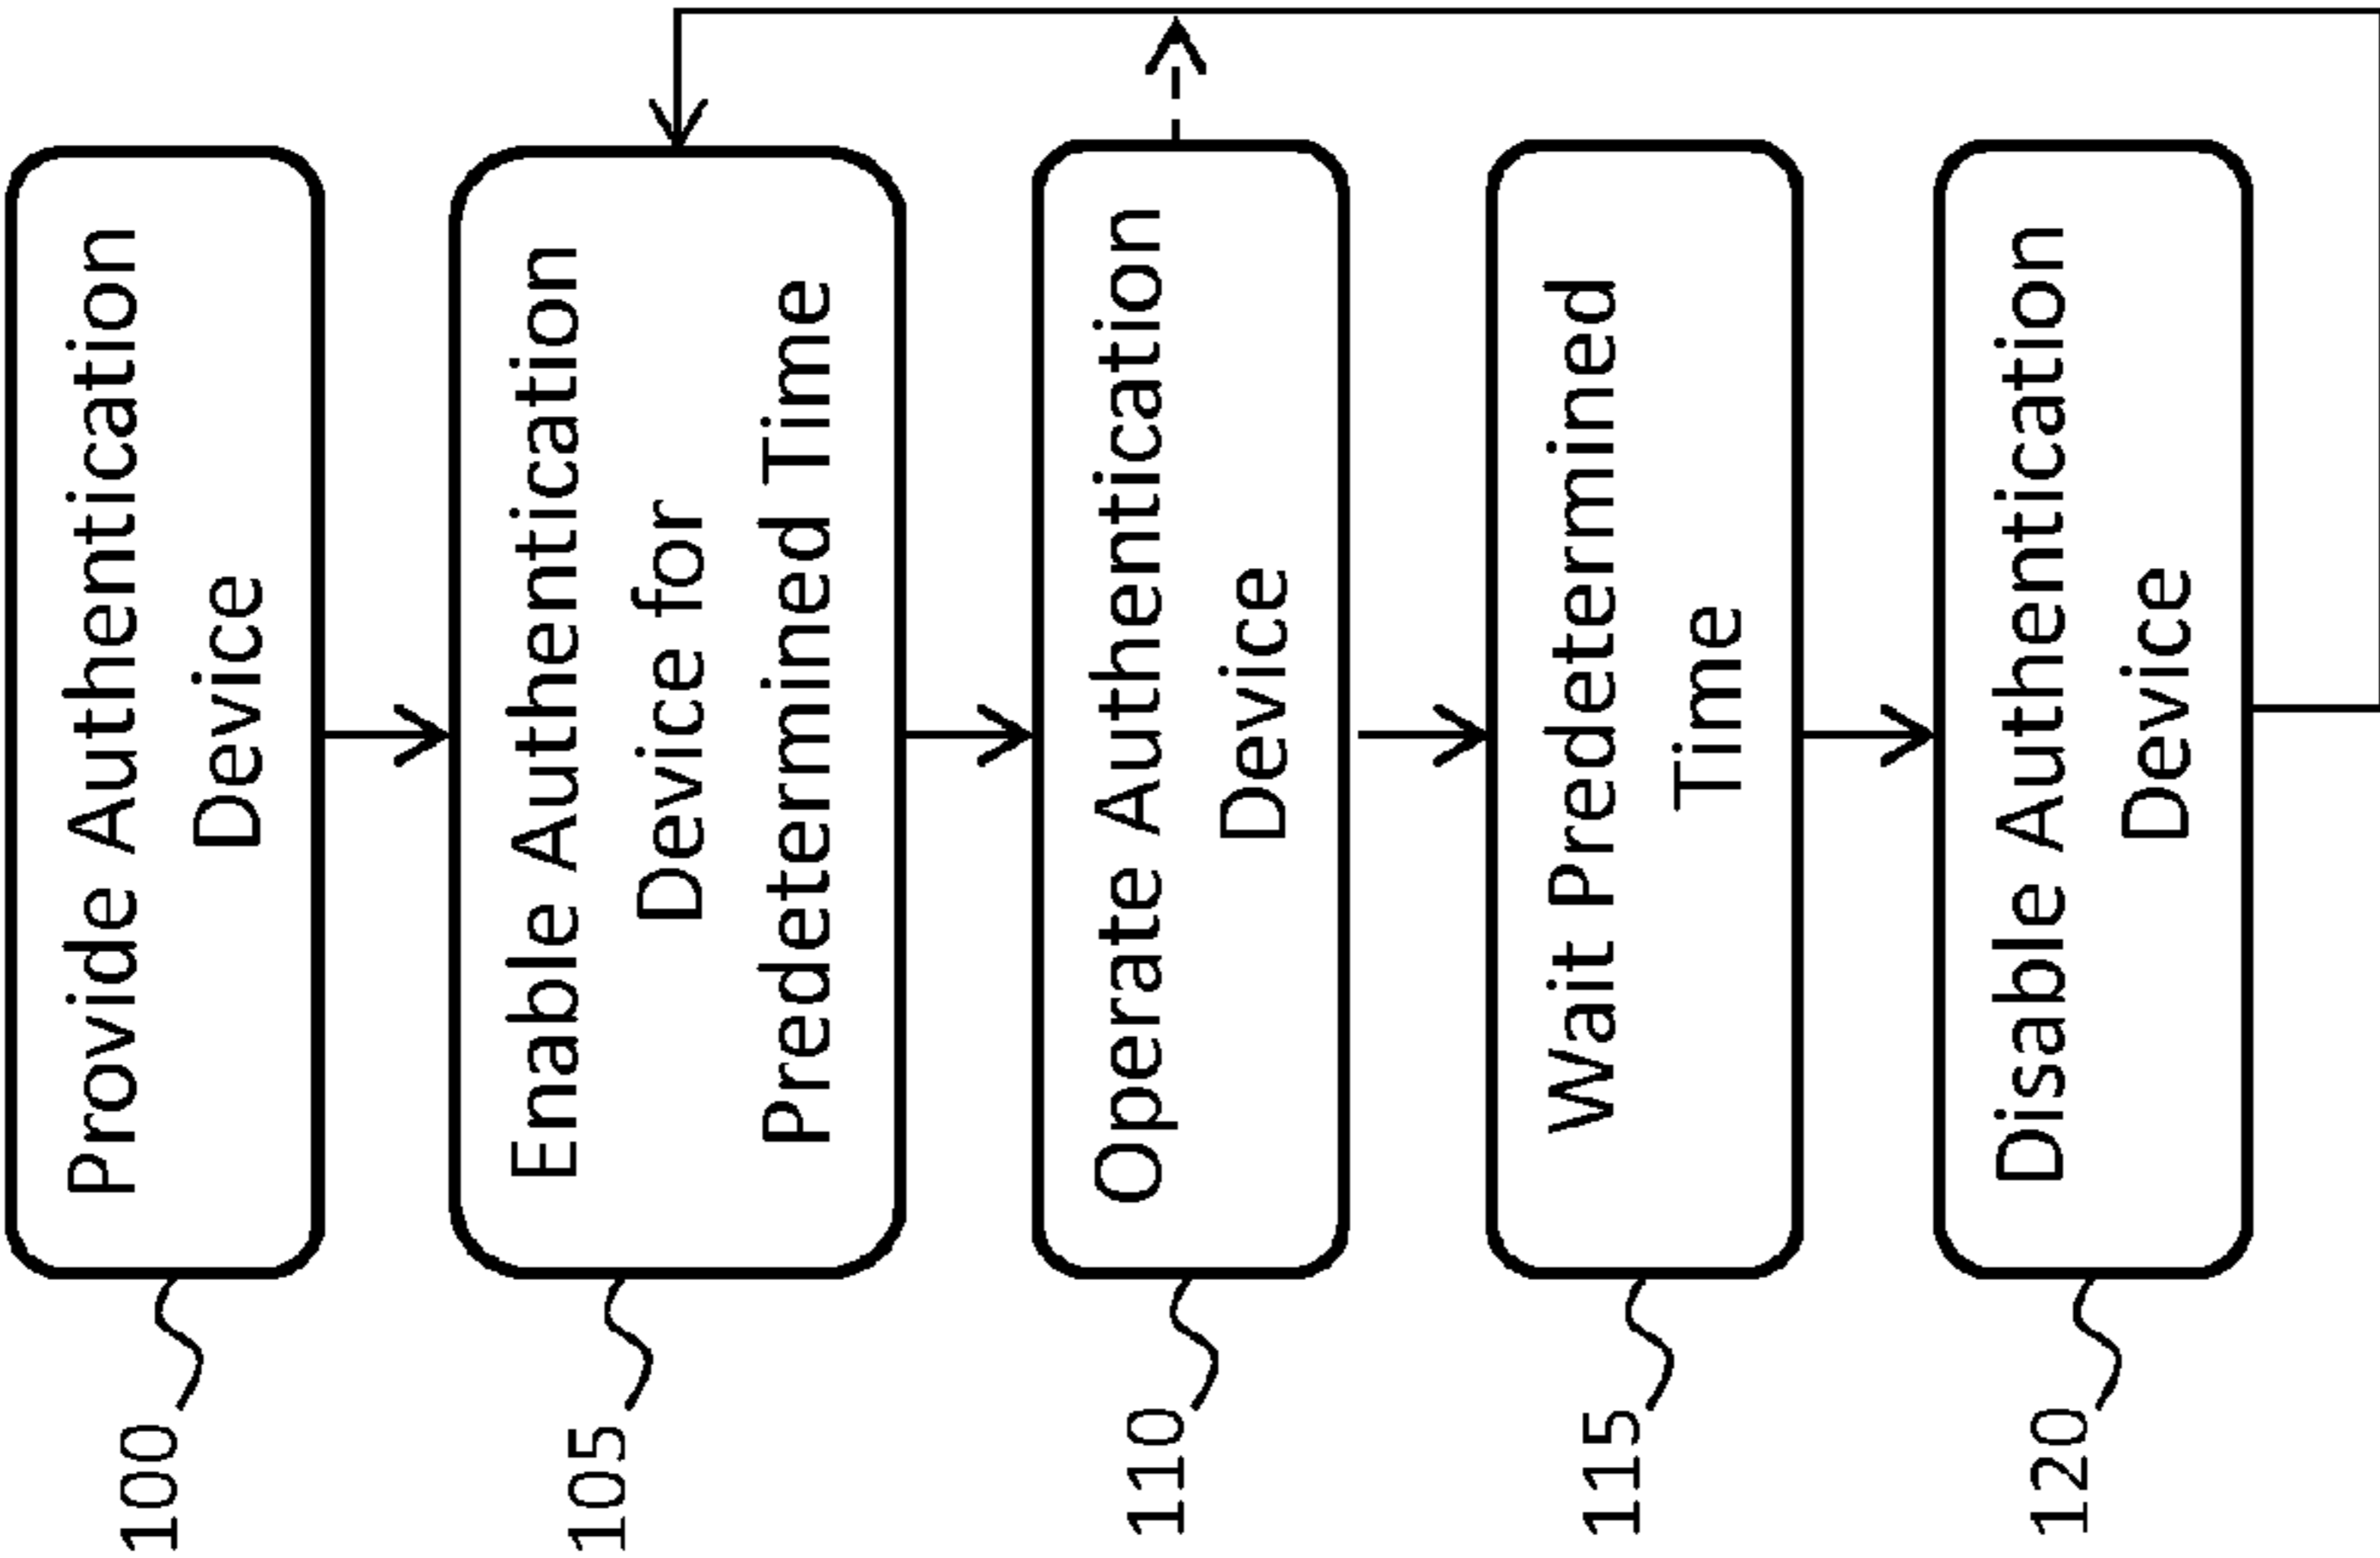 100
Provide Authentication
Device
105
Enable Authentication
Device for
Predetermined Time
110
Operate Authentication
Device
115
Wait Predetermined
Time
120
Disable Authentication
Device